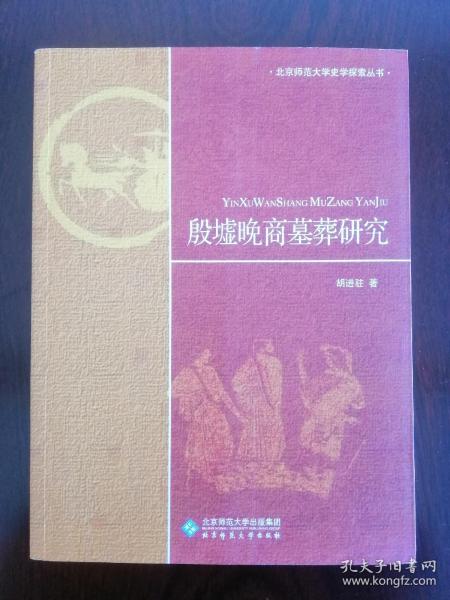 ·北京师范大学史学探索丛书·
YINXUWANSHANG MUZANG YANJIU
殷墟晚商墓葬研究
胡进驻 著
北京师范大学出版集团
北京师范大学出版社
孔夫子旧书网
www.kongfz.com